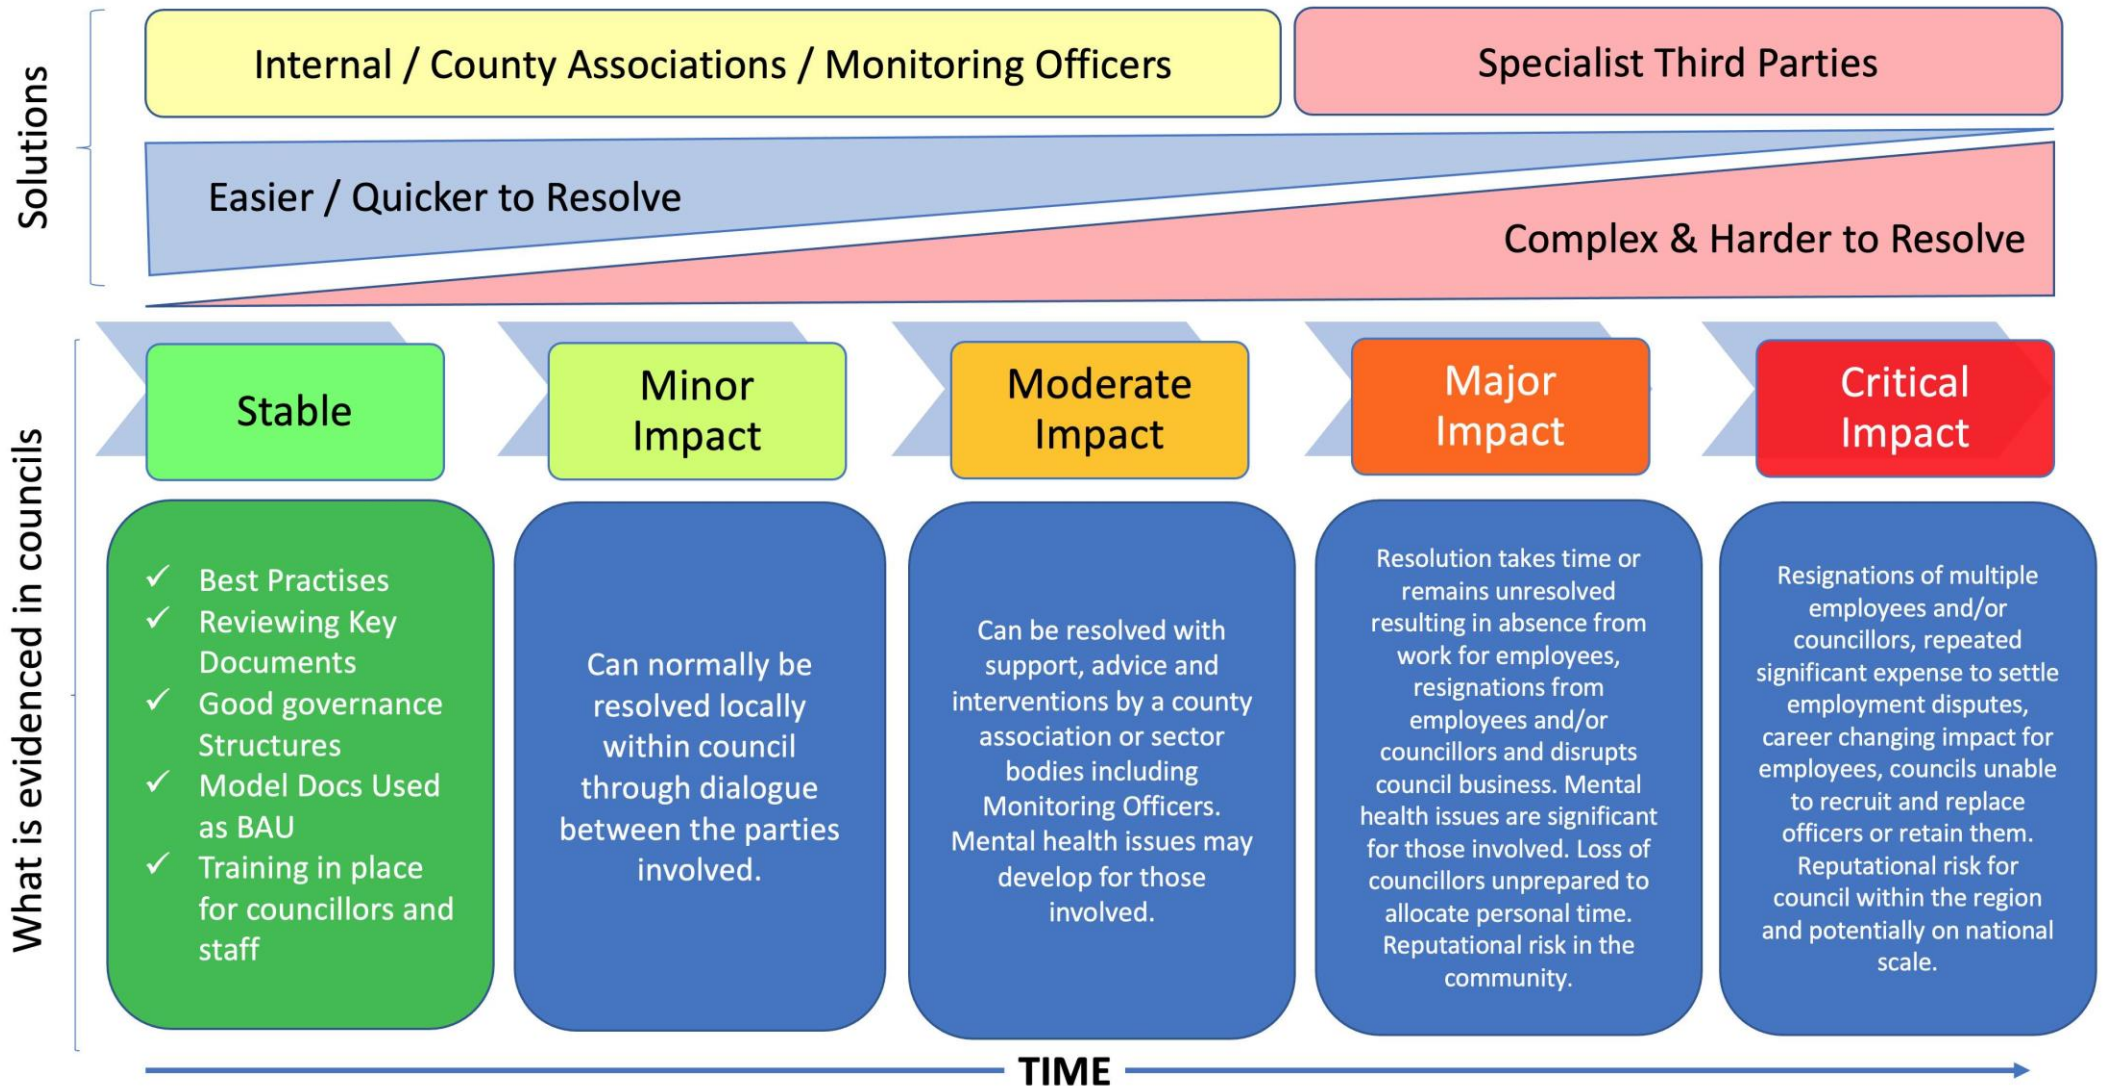 Solutions
Internal / County Associations / Monitoring Officers
Specialist Third Parties
Easier / Quicker to Resolve
Complex & Harder to Resolve
What is evidenced in councils
Stable
Minor
Impact
Moderate
Impact
Major
Impact
Critical
Impact
✓ Best Practises
✓ Reviewing Key
Documents
✓ Good governance
Structures
✓ Model Docs Used
as BAU
✓ Training in place
for councillors and
staff
Can normally be
resolved locally
within council
through dialogue
between the parties
involved.
Can be resolved with
support, advice and
interventions by a county
association or sector
bodies including
Monitoring Officers.
Mental health issues may
develop for those
involved.
Resolution takes time or
remains unresolved
resulting in absence from
work for employees,
resignations from
employees and/or
councillors and disrupts
council business. Mental
health issues are significant
for those involved. Loss of
councillors unprepared to
allocate personal time.
Reputational risk in the
community.
Resignations of multiple
employees and/or
councillors, repeated
significant expense to settle
employment disputes,
career changing impact for
employees, councils unable
to recruit and replace
officers or retain them.
Reputational risk for
council within the region
and potentially on national
scale.
TIME